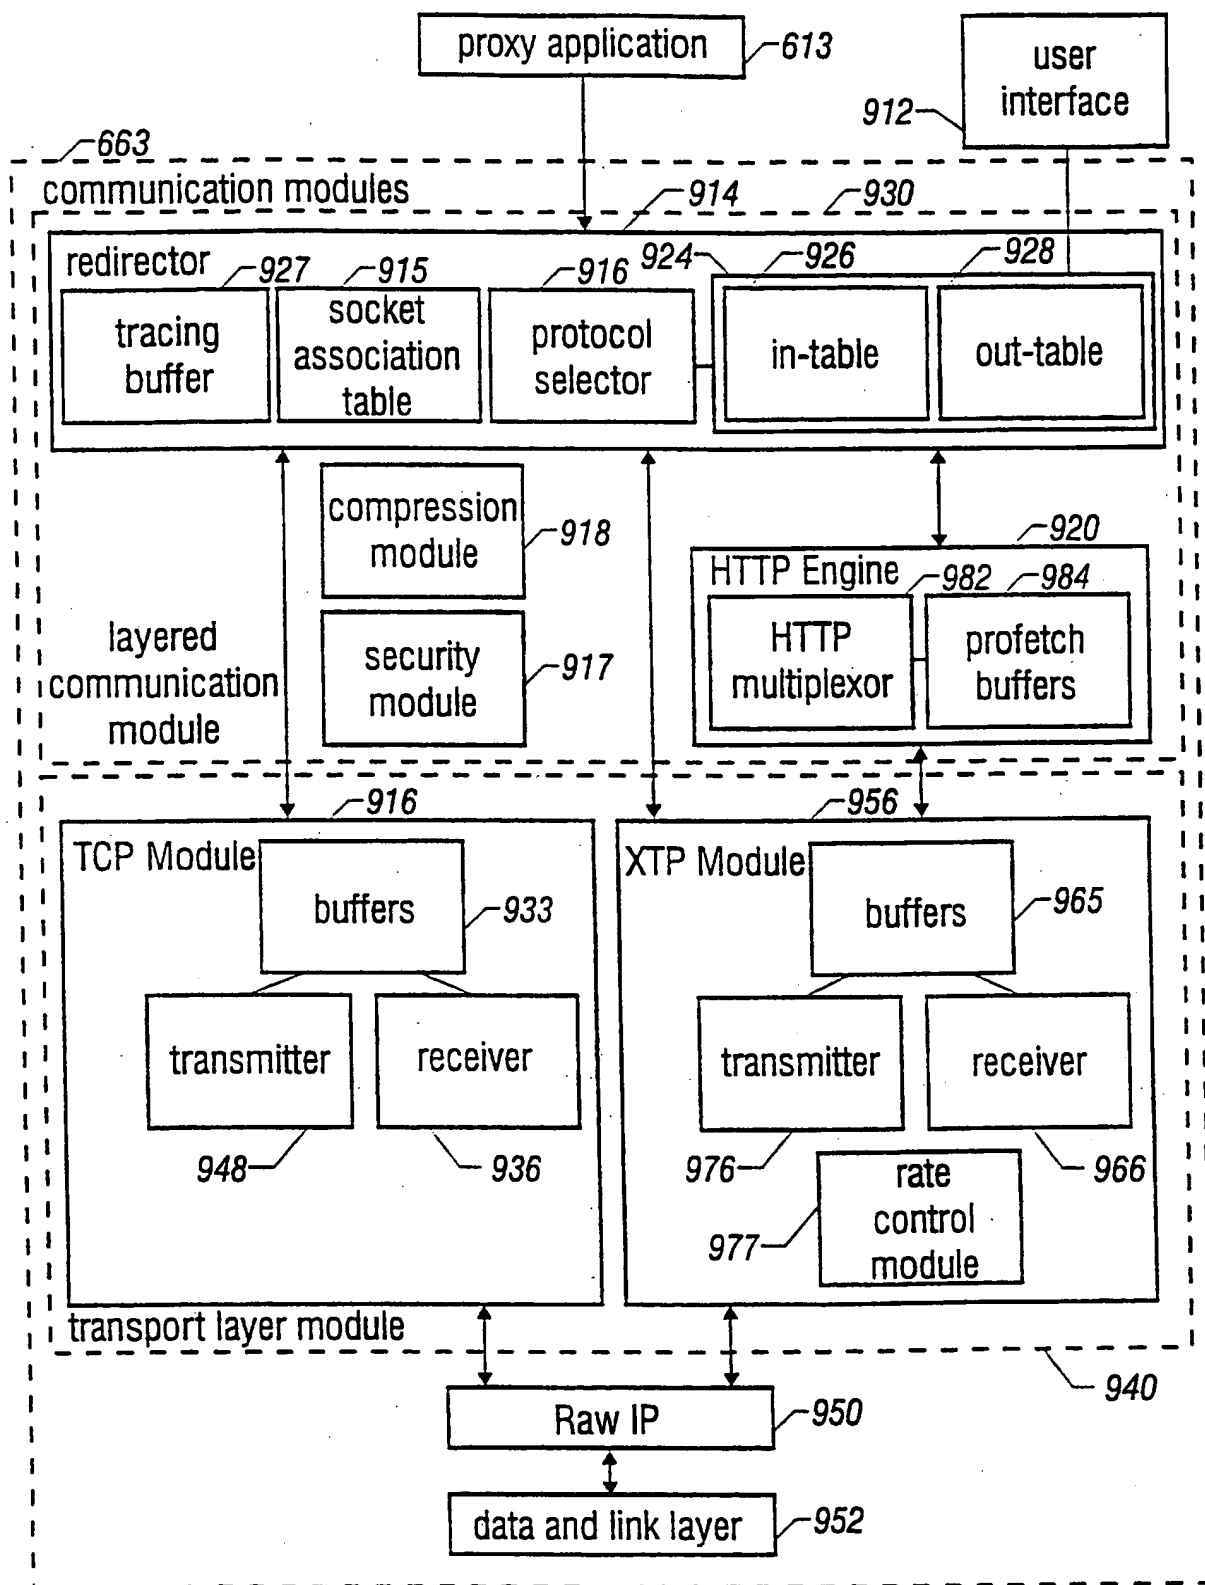 proxy application
613
user
interface
912
663
communication modules
914
930
redirector
927
915
916
924
926
928
tracing
buffer
socket
association
table
protocol
selector
in-table
out-table
compression
module
918
920
HTTP Engine
982
984
HTTP
multiplexor
profetch
buffers
security
module
917
layered
communication
module
916
956
TCP Module
buffers
933
transmitter
receiver
948
936
XTP Module
buffers
965
transmitter
receiver
976
966
rate
control
module
977
transport layer module
940
Raw IP
950
data and link layer
952